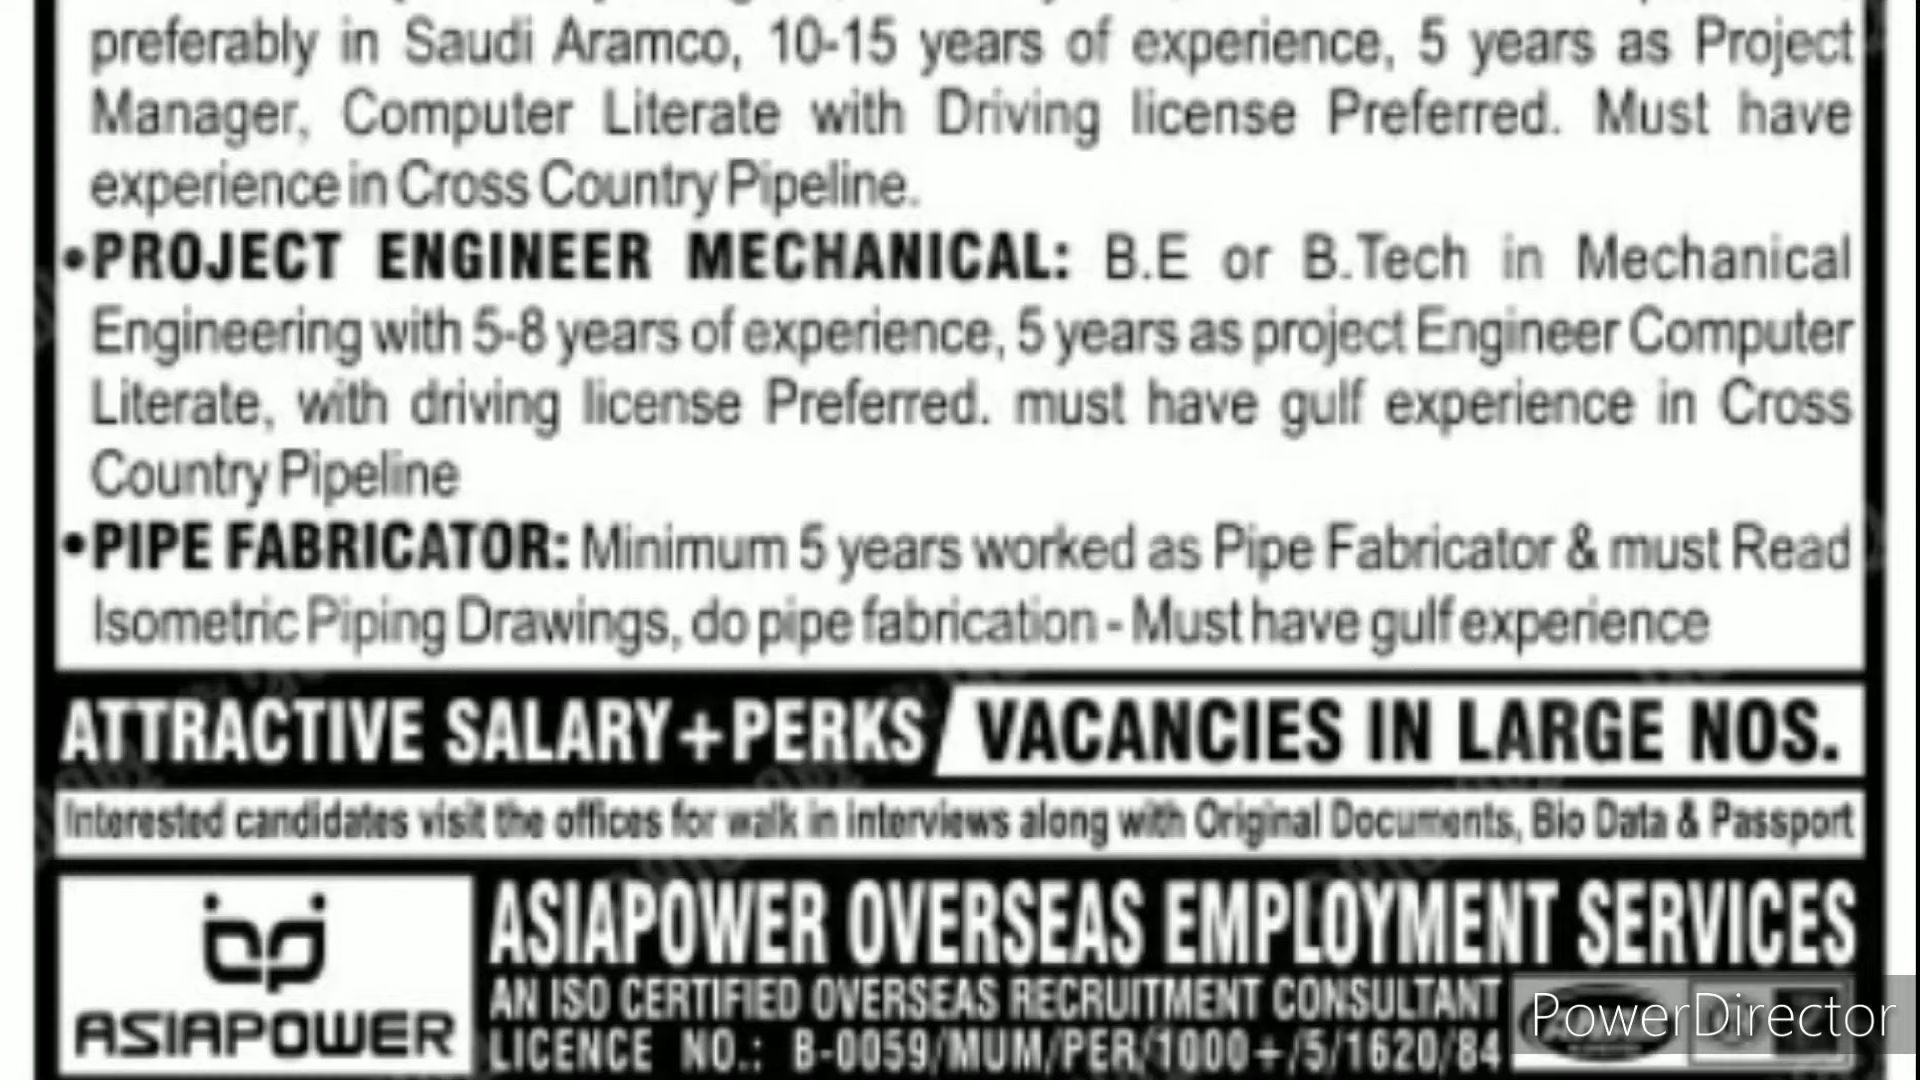 preferably in Saudi Aramco, 10-15 years of experience, 5 years as Project
Manager, Computer Literate with Driving license Preferred. Must have
experience in Cross Country Pipeline.
•PROJECT ENGINEER MECHANICAL: B.E or B.Tech in Mechanical
Engineering with 5-8 years of experience, 5 years as project Engineer Computer
Literate, with driving license Preferred. must have gulf experience in Cross
Country Pipeline
•PIPE FABRICATOR: Minimum 5 years worked as Pipe Fabricator & must Read
Isometric Piping Drawings, do pipe fabrication - Must have gulf experience
ATTRACTIVE SALARY+PERKS VACANCIES IN LARGE NOS.
Interested candidates visit the offices for walk in interviews along with Original Documents, Bio Data & Passport
ASIAPOWER
ASIAPOWER OVERSEAS EMPLOYMENT SERVICES
AN ISO CERTIFIED OVERSEAS RECRUITMENT CONSULTANT
LICENCE NO.: B-0059/MUM/PER/1000+/5/1620/84
PowerDirector